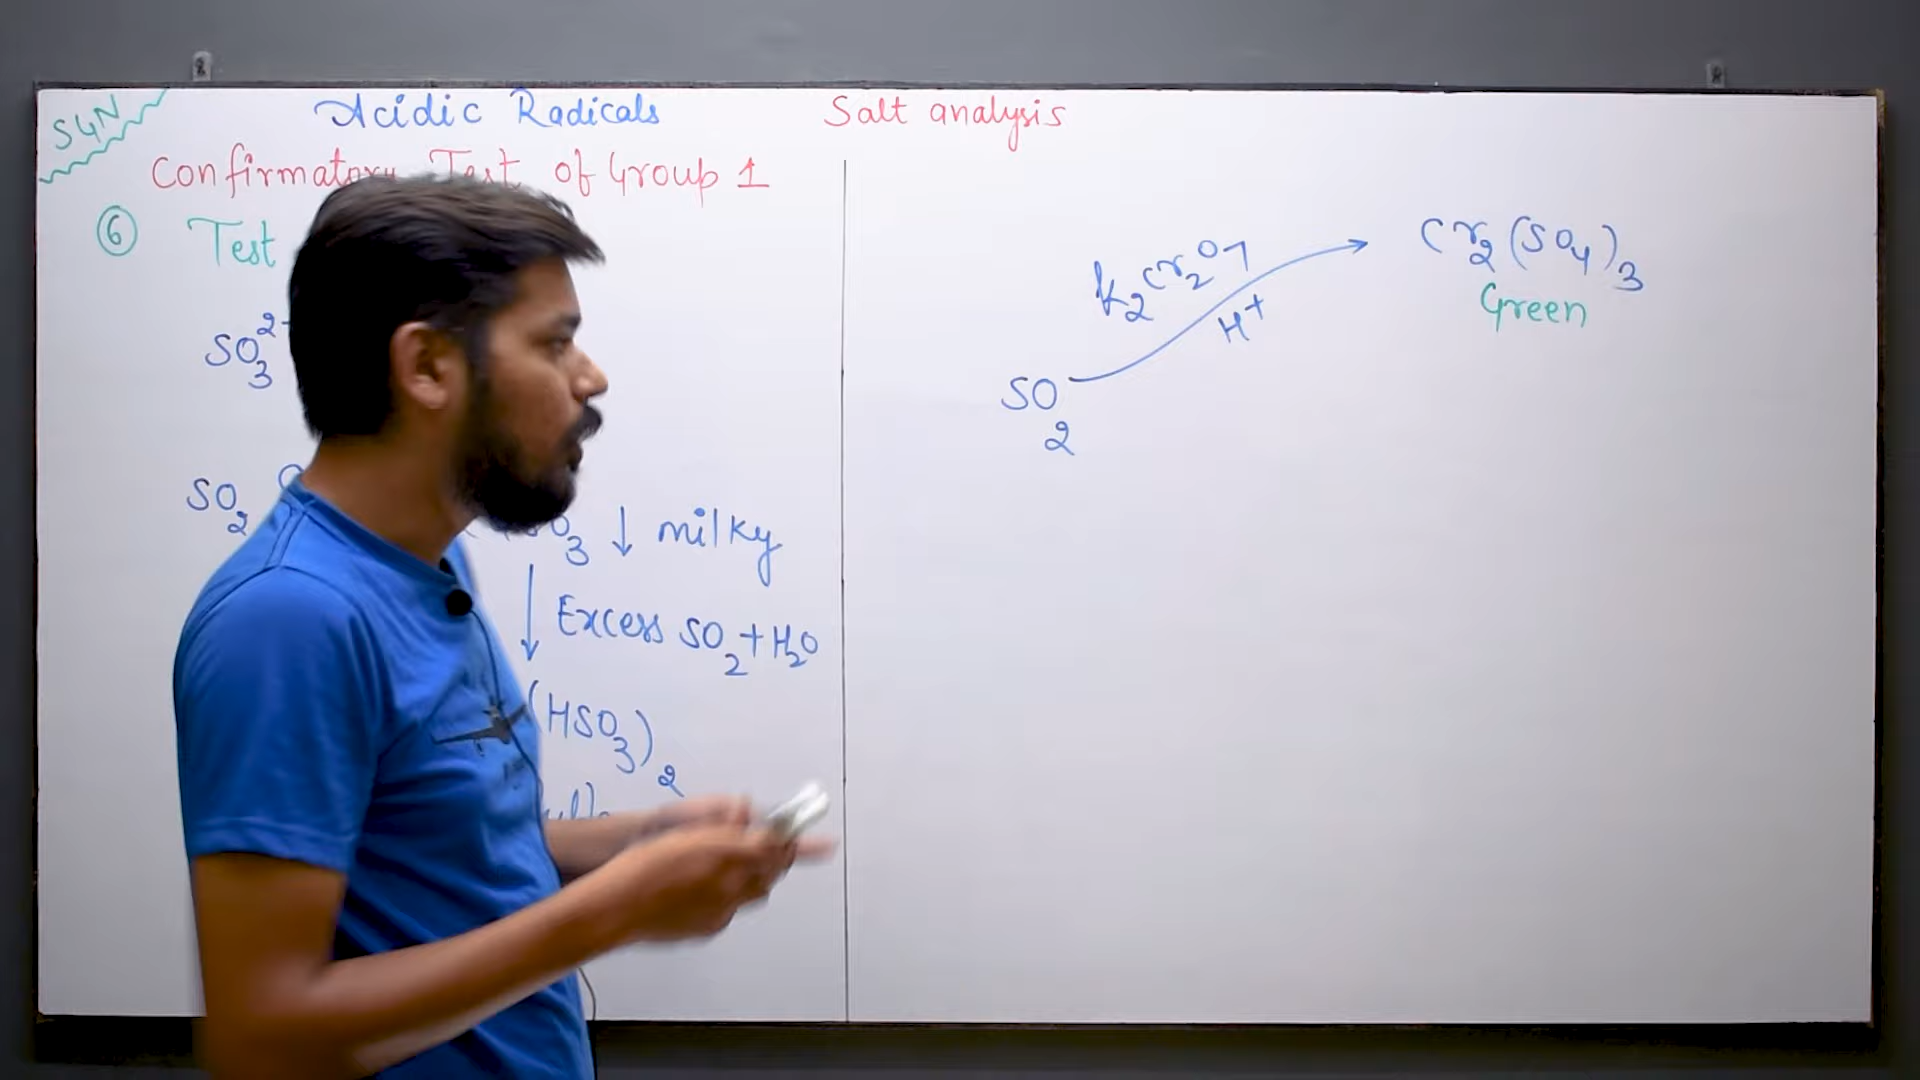 SGN
Acidic Radicals
Salt analysis
Confirmatory Test of Group 1
⑥ Test
SO₃²⁻
SO₂
O₃ ↓ milky
↓ Excess SO₂+H₂O
(HSO₃)₂
K₂Cr₂O7
H⁺
SO₂
Cr₂(SO₄)₃
Green